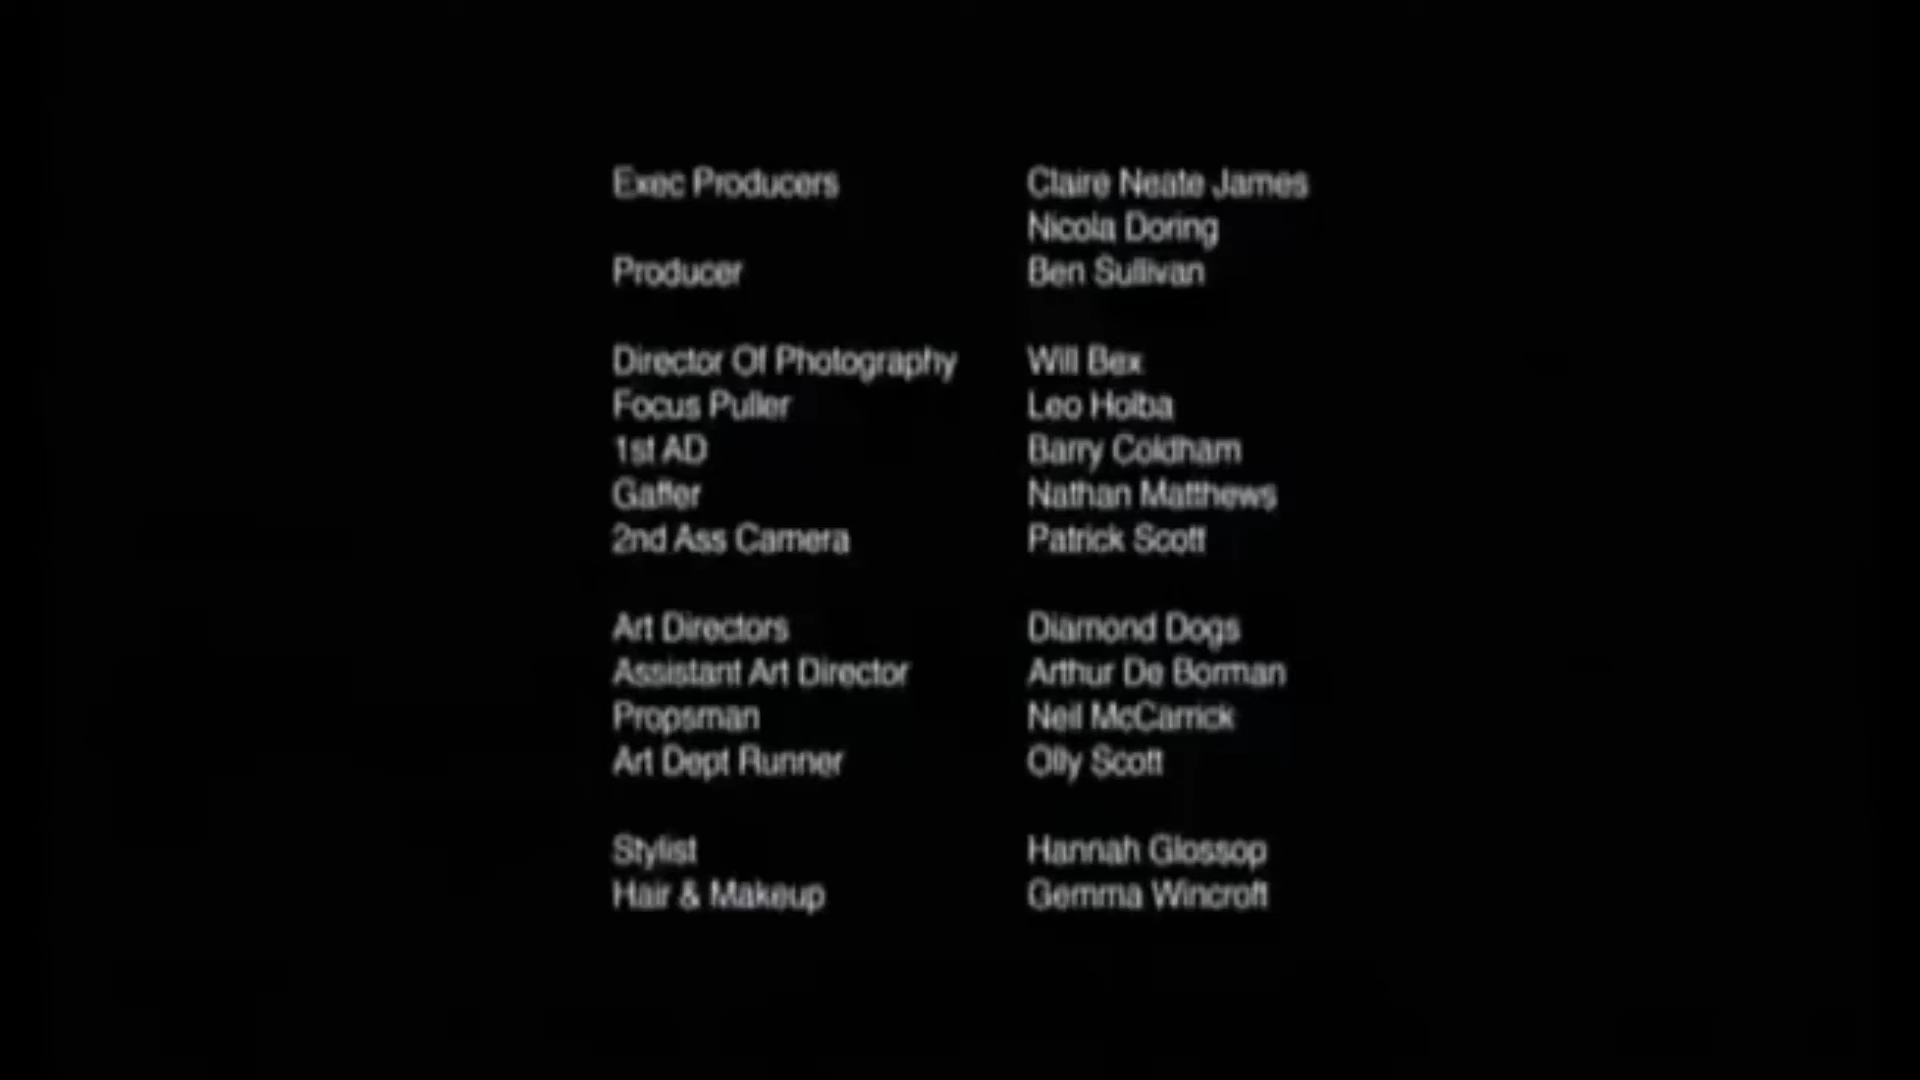 Exec Producers Claire Neate James
Nicola Doring
Producer Ben Sullivan
Director Of Photography Will Bex
Focus Puller Leo Holba
1st AD Barry Coldham
Gaffer Nathan Matthews
2nd Ass Camera Patrick Scott
Art Directors Diamond Dogs
Assistant Art Director Arthur De Borman
Propsman Neil McCarrick
Art Dept Runner Olly Scott
Stylist Hannah Glossop
Hair & Makeup Gemma Wincroft